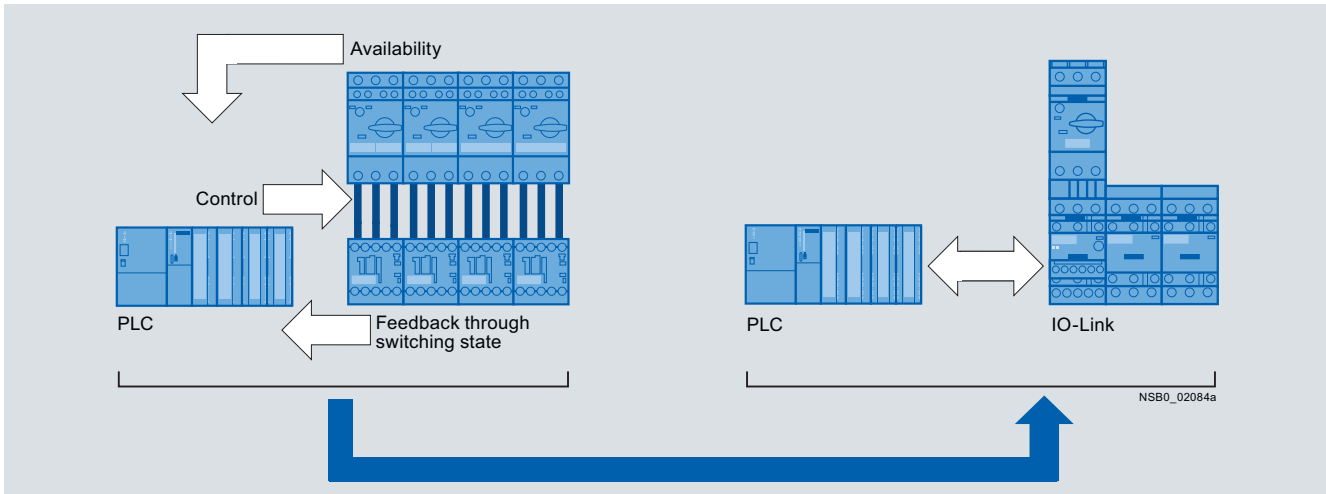 Availability
Control
PLC
Feedback through
switching state
PLC
IO-Link
NSB0_02084a